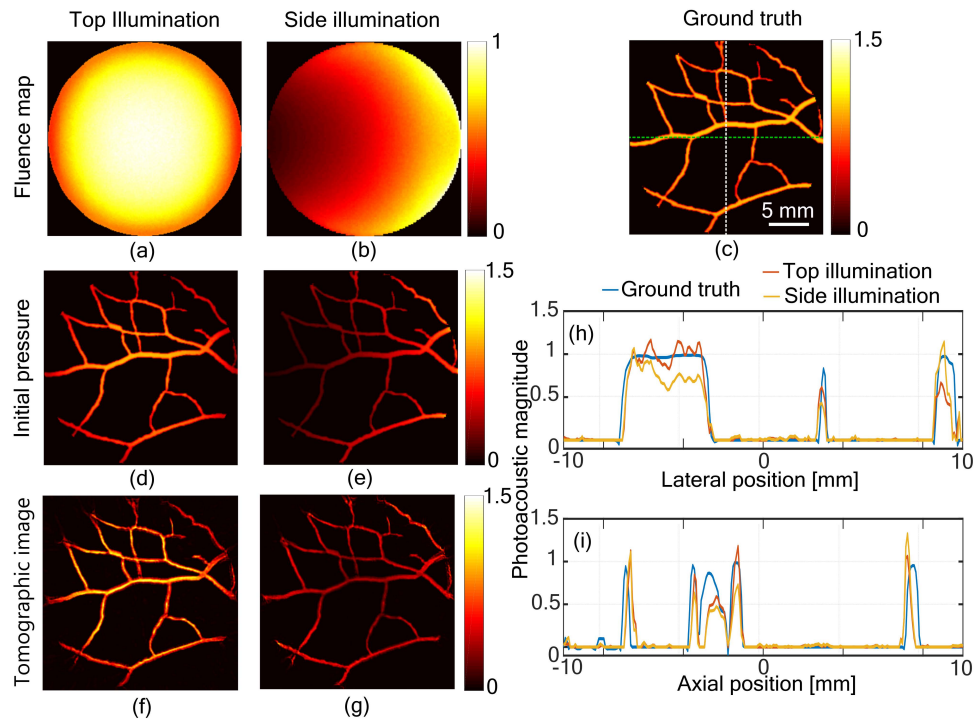 Top Illumination
Side illumination
Ground truth
Fluence map
1
0
1.5
0
5 mm
(a)
(b)
(c)
Initial pressure
1.5
0
(d)
(e)
Tomographic image
1.5
0
(f)
(g)
Ground truth
Top illumination
Side illumination
Photoacoustic magnitude
(h)
1.5
1
0.5
0
-10
0
10
Lateral position [mm]
(i)
1.5
1
0.5
0
-10
0
10
Axial position [mm]